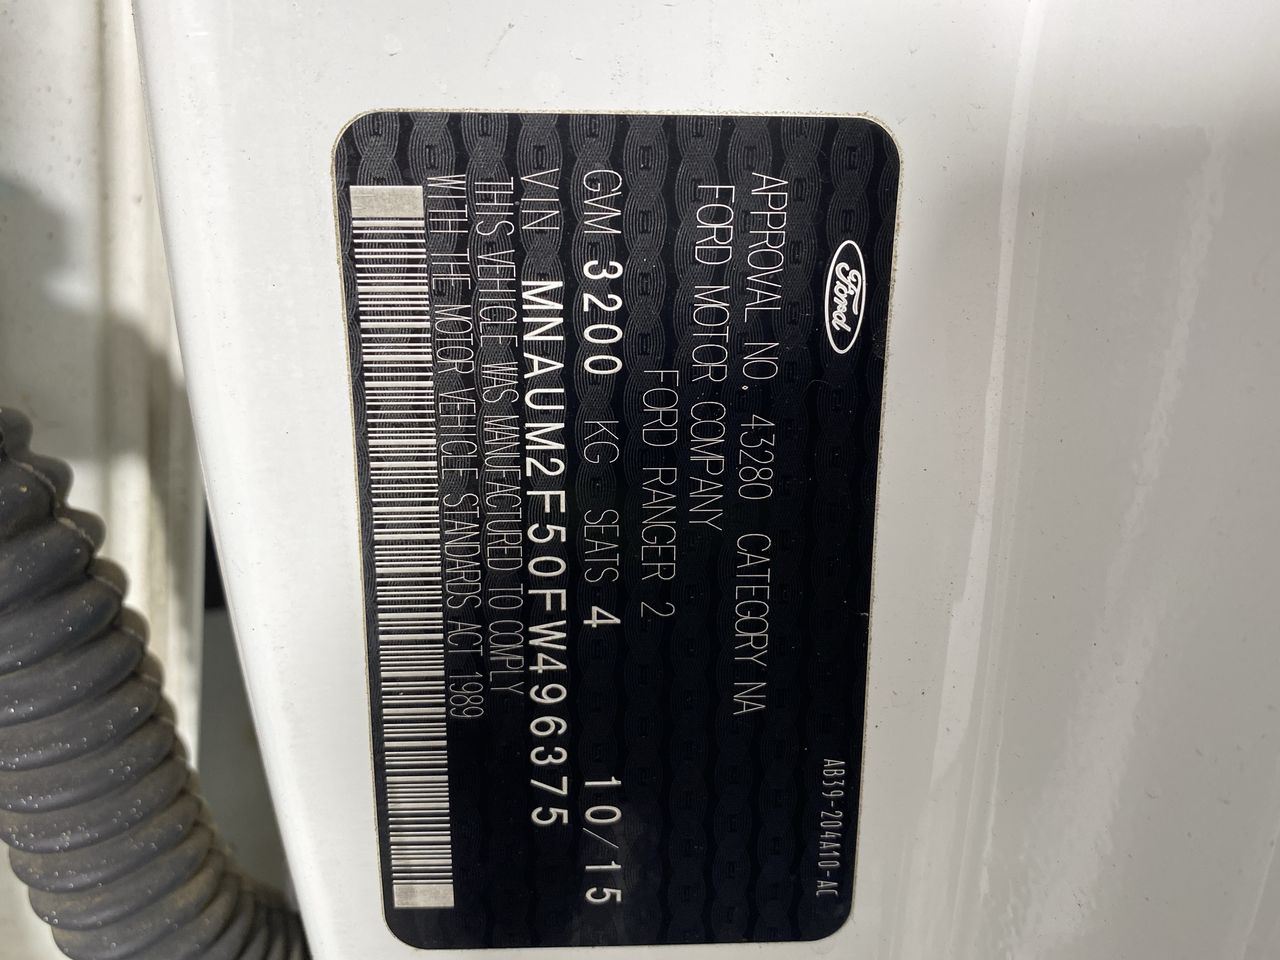 Ford
AB39-204A10-AC
APPROVAL NO. 43280 CATEGORY NA
FORD MOTOR COMPANY
FORD RANGER 2
GVM 3200 KG SEATS 4 10/15
VIN MNAUM2F50FW496375
THIS VEHICLE WAS MANUFACTURED TO COMPLY
WITH THE MOTOR VEHICLE STANDARDS ACT 1989